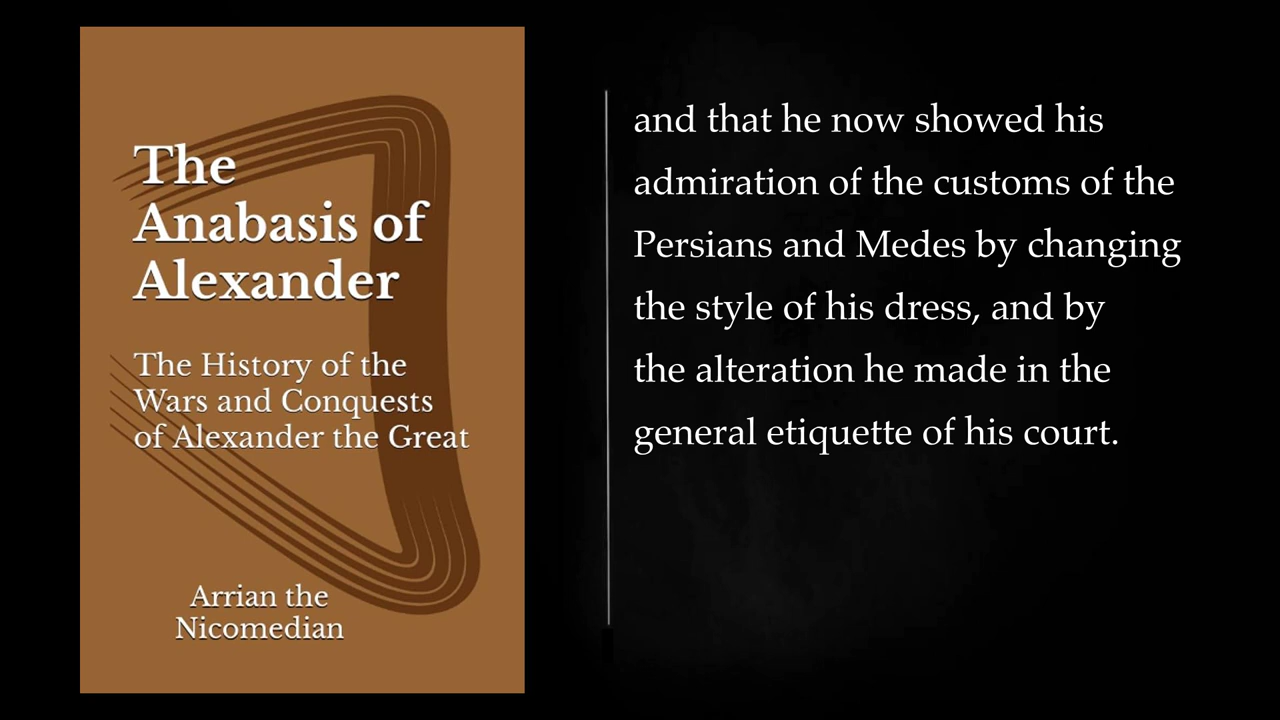 The
Anabasis of
Alexander
The History of the
Wars and Conquests
of Alexander the Great
Arrian the
Nicomedian
and that he now showed his
admiration of the customs of the
Persians and Medes by changing
the style of his dress, and by
the alteration he made in the
general etiquette of his court.